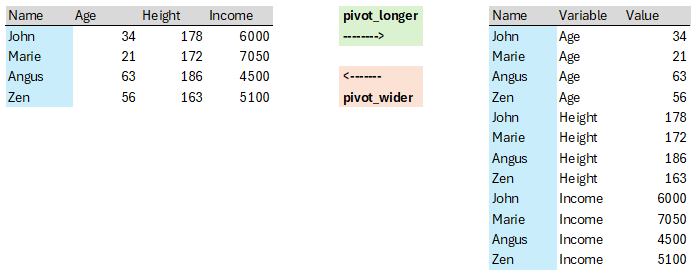 Name Age Height Income
John 34 178 6000
Marie 21 172 7050
Angus 63 186 4500
Zen 56 163 5100
pivot_longer
-------->
<-------
pivot_wider
Name Variable Value
John Age 34
Marie Age 21
Angus Age 63
Zen Age 56
John Height 178
Marie Height 172
Angus Height 186
Zen Height 163
John Income 6000
Marie Income 7050
Angus Income 4500
Zen Income 5100